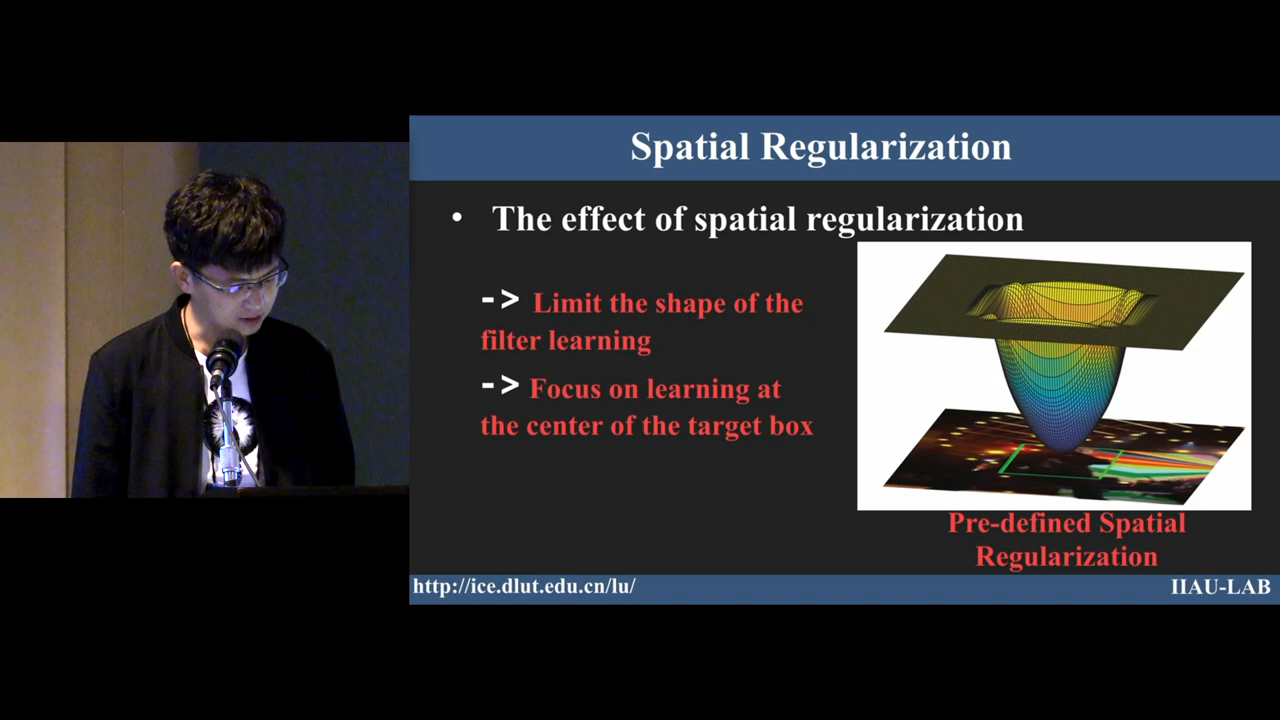 Spatial Regularization
• The effect of spatial regularization
-> Limit the shape of the
filter learning
-> Focus on learning at
the center of the target box
Pre-defined Spatial
Regularization
http://ice.dlut.edu.cn/lu/
IIAU-LAB